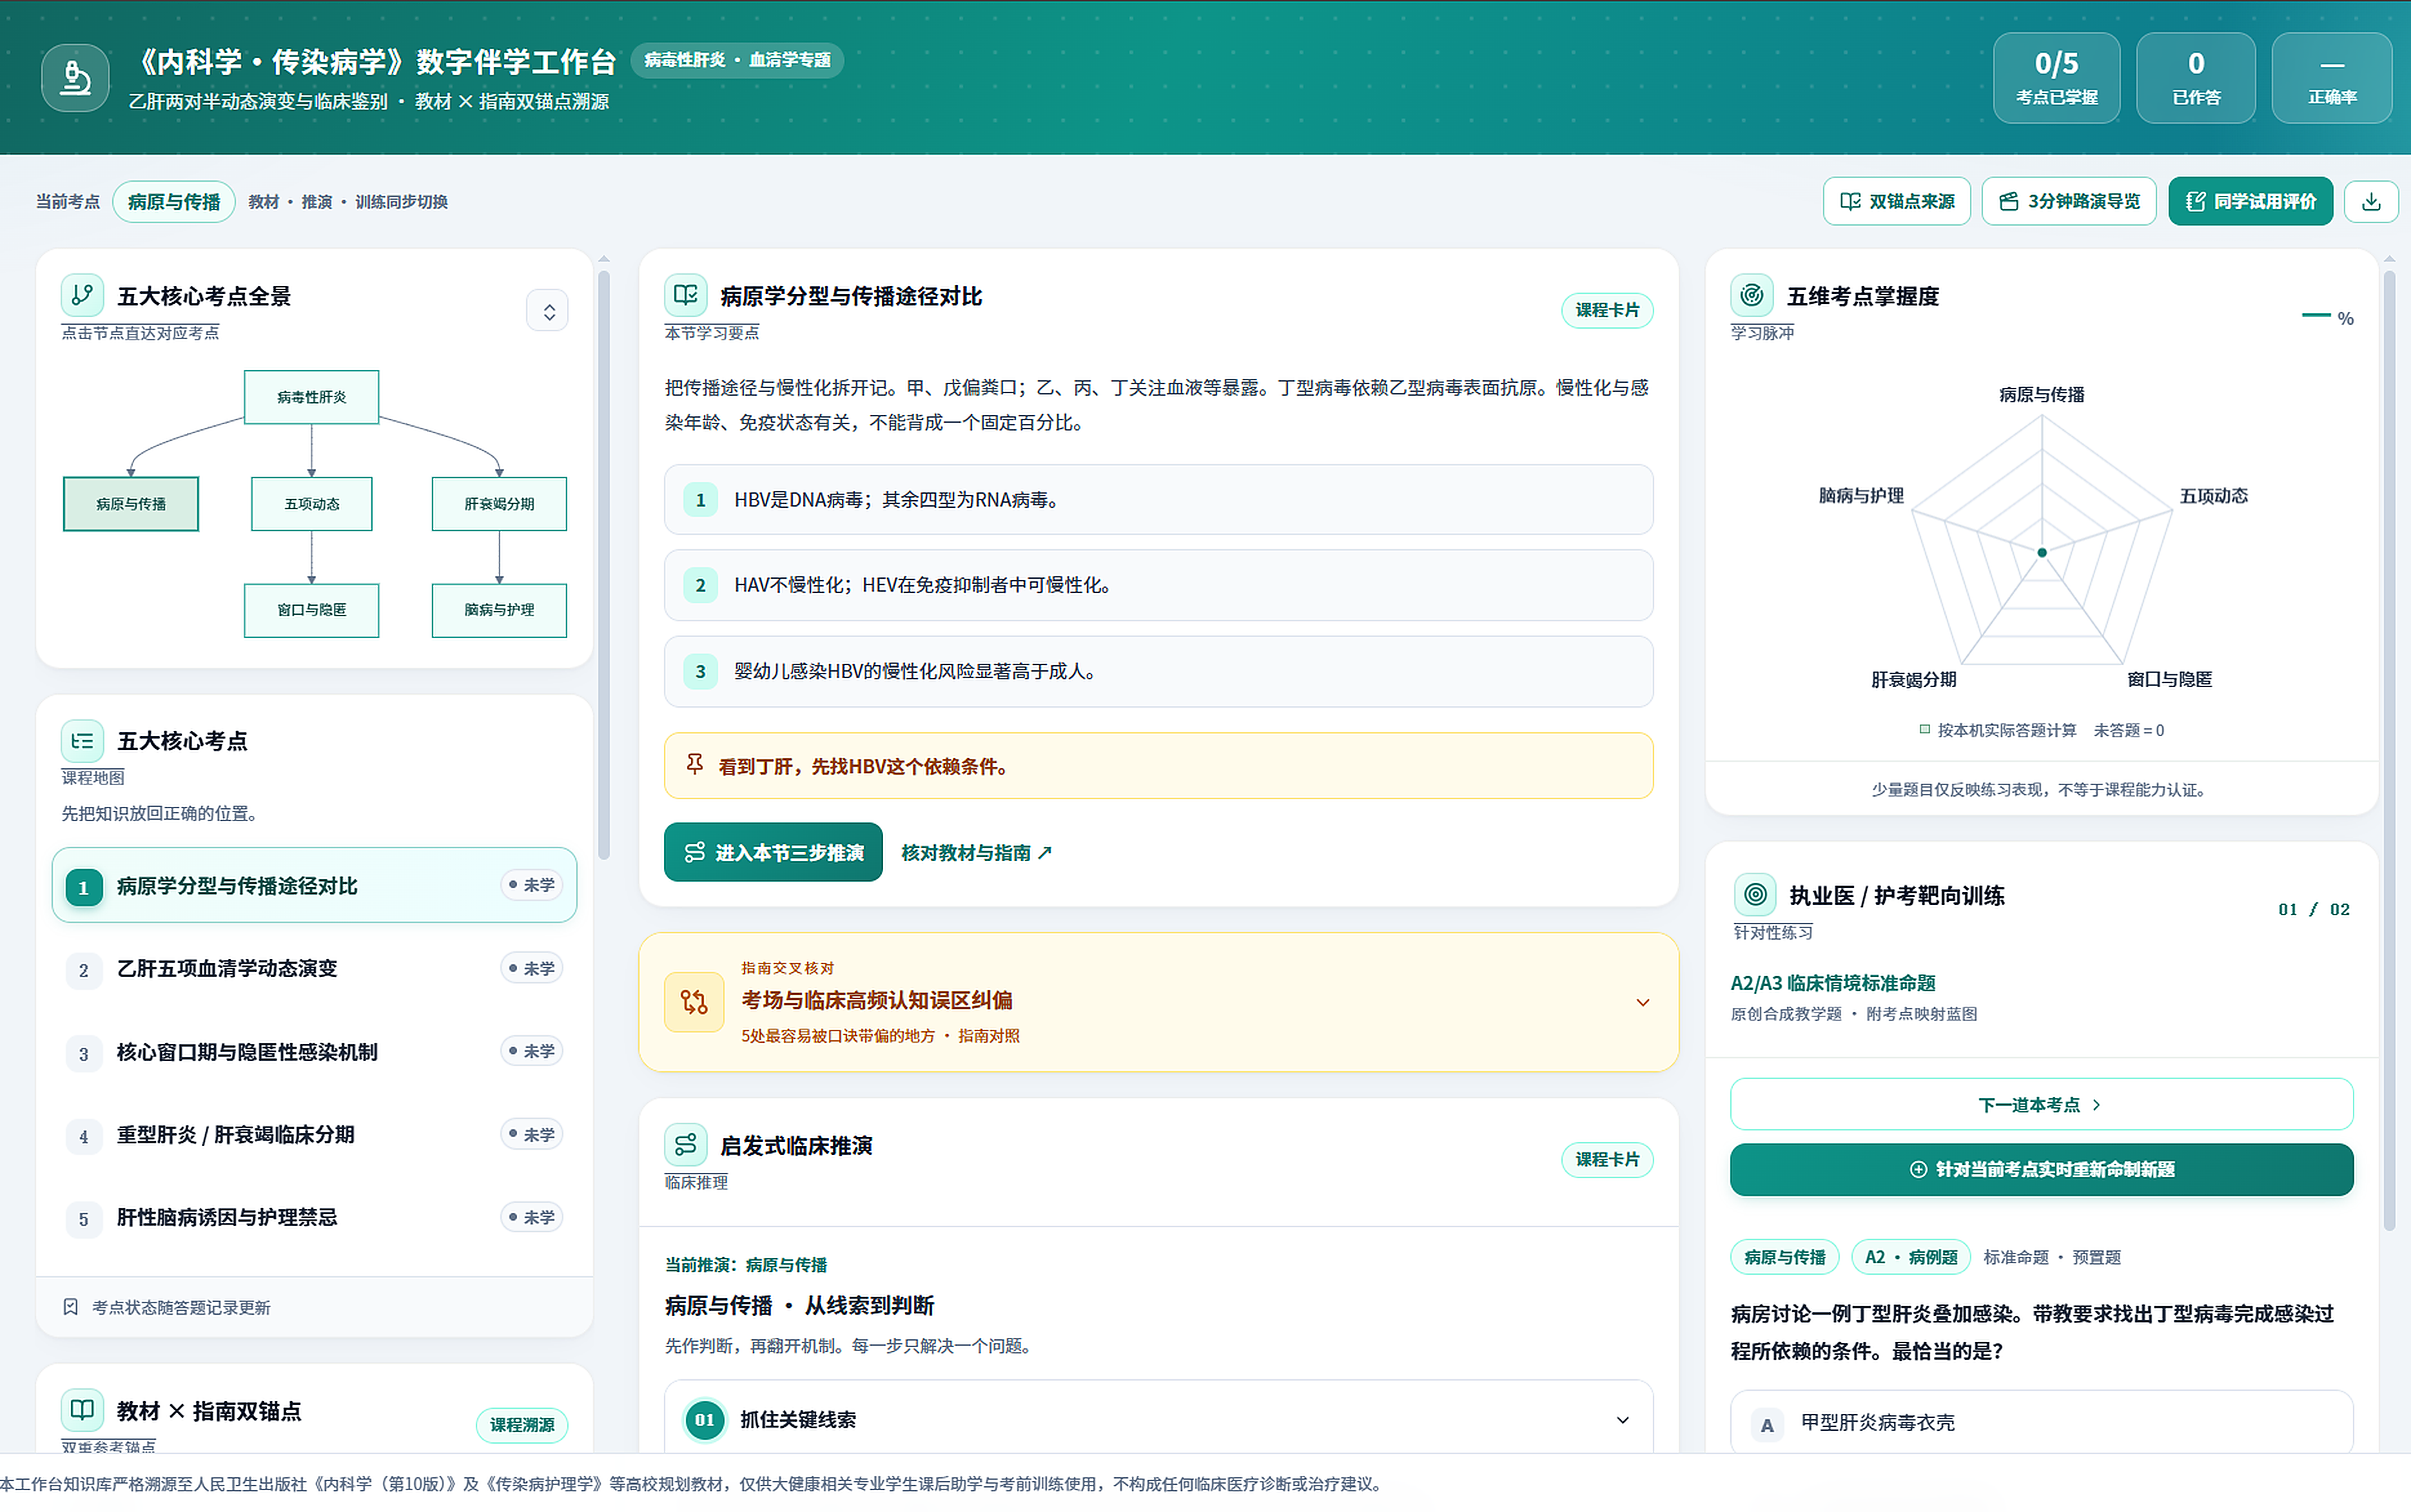 《内科学·传染病学》数字伴学工作台
病毒性肝炎 · 血清学专题
乙肝两对半动态演变与临床鉴别 · 教材 × 指南双锚点溯源
0/5
考点已掌握
0
已作答
—
正确率
当前考点
病原与传播
教材 · 推演 · 训练同步切换
双锚点来源
3分钟路演导览
同学试用评价
五大核心考点全景
点击节点直达对应考点
病毒性肝炎
病原与传播
五项动态
肝衰竭分期
窗口与隐匿
脑病与护理
五大核心考点
课程地图
先把知识放回正确的位置。
1
病原学分型与传播途径对比
未学
2
乙肝五项血清学动态演变
未学
3
核心窗口期与隐匿性感染机制
未学
4
重型肝炎 / 肝衰竭临床分期
未学
5
肝性脑病诱因与护理禁忌
未学
考点状态随答题记录更新
教材 × 指南双锚点
课程溯源
双重参考锚点
病原学分型与传播途径对比
课程卡片
本节学习要点
把传播途径与慢性化拆开记。甲、戊偏粪口；乙、丙、丁关注血液等暴露。丁型病毒依赖乙型病毒表面抗原。慢性化与感
染年龄、免疫状态有关，不能背成一个固定百分比。
1
HBV是DNA病毒；其余四型为RNA病毒。
2
HAV不慢性化；HEV在免疫抑制者中可慢性化。
3
婴幼儿感染HBV的慢性化风险显著高于成人。
看到丁肝，先找HBV这个依赖条件。
进入本节三步推演
核对教材与指南 ↗
指南交叉核对
考场与临床高频认知误区纠偏
5处最容易被口诀带偏的地方 · 指南对照
启发式临床推演
课程卡片
临床推理
当前推演：病原与传播
病原与传播 · 从线索到判断
先作判断，再翻开机制。每一步只解决一个问题。
01
抓住关键线索
五维考点掌握度
学习脉冲
— %
病原与传播
五项动态
窗口与隐匿
肝衰竭分期
脑病与护理
按本机实际答题计算 未答题 = 0
少量题目仅反映练习表现，不等于课程能力认证。
执业医 / 护考靶向训练
针对性练习
01 / 02
A2/A3 临床情境标准命题
原创合成教学题 · 附考点映射蓝图
下一道本考点
针对当前考点实时重新命制新题
病原与传播
A2 · 病例题
标准命题 · 预置题
病房讨论一例丁型肝炎叠加感染。带教要求找出丁型病毒完成感染过
程所依赖的条件。最恰当的是？
A
甲型肝炎病毒衣壳
本工作台知识库严格溯源至人民卫生出版社《内科学（第10版）》及《传染病护理学》等高校规划教材，仅供大健康相关专业学生课后助学与考前训练使用，不构成任何临床医疗诊断或治疗建议。